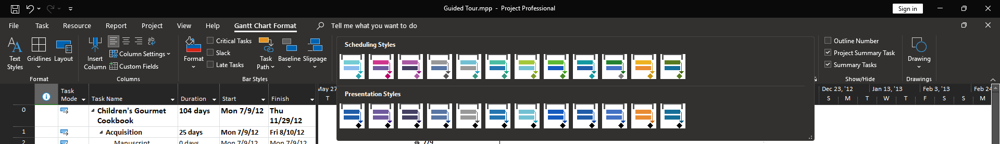 Guided Tour.mpp - Project Professional
Sign in
File Task Resource Report Project View Help Gantt Chart Format Tell me what you want to do
Text Styles
Gridlines
Layout
Format
Insert Column
ab
Column Settings
Custom Fields
Columns
Format
Critical Tasks
Slack
Late Tasks
Task Path
Baseline
Slippage
Bar Styles
Scheduling Styles
Presentation Styles
Outline Number
Project Summary Task
Summary Tasks
Show/Hide
Drawing
Drawings
Task Mode Task Name Duration Start Finish
May 27
T
Dec 23, '12 Jan 13, '13 Feb 3, '13 Feb 24
S M T W T F S S M
0 Children's Gourmet Cookbook 104 days Mon 7/9/12 Thu 11/29/12
1 Acquisition 25 days Mon 7/9/12 Fri 8/10/12
2 Manuscript 0 days Mon 7/9/12 Mon 7/9/12
7/9